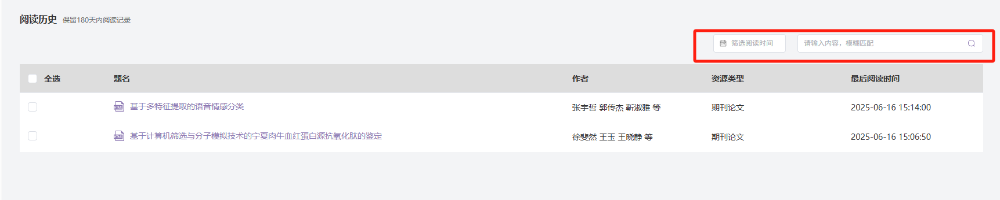 阅读历史 保留180天内阅读记录
筛选阅读时间 请输入内容，模糊匹配
全选 题名 作者 资源类型 最后阅读时间
HTML 基于多特征提取的语音情感分类 张宇哲 郭传杰 靳淑雅 等 期刊论文 2025-06-16 15:14:00
HTML 基于计算机筛选与分子模拟技术的宁夏肉牛血红蛋白源抗氧化肽的鉴定 徐斐然 王玉 王晓静 等 期刊论文 2025-06-16 15:06:50